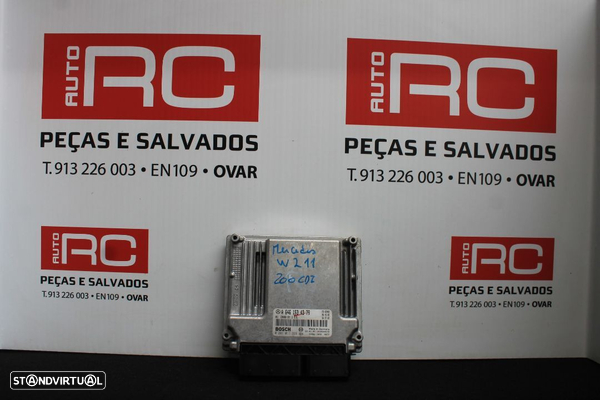 AUTO RC
PEÇAS E SALVADOS
T. 913 226 003 • EN109 • OVAR
AUTO RC
PEÇAS E SALVADOS
T. 913 226 003 • EN109 • OVAR
AUTO RC
PEÇAS E SALVADOS
T. 913 226 003 • EN109 • OVAR
AUTO RC
PEÇAS E SALVADOS
T. 913 226 003 • EN109 • OVAR
Mercedes
W211
200 CDI
BOSCH
STANDVIRTUAL